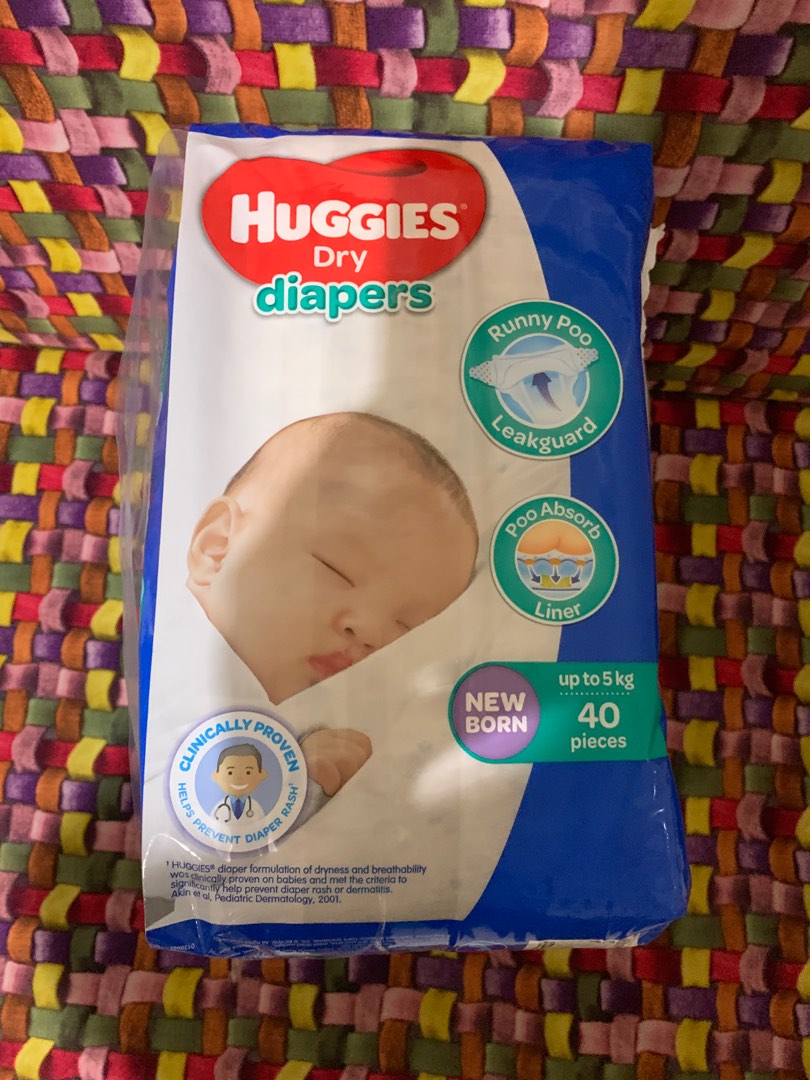 HUGGIES®
Dry
diapers
Runny Poo
Leakguard
Poo Absorb
Liner
NEW
BORN
up to 5 kg
40
pieces
CLINICALLY PROVEN
HELPS PREVENT DIAPER RASH¹
¹ HUGGIES® diaper formulation of dryness and breathability
was clinically proven on babies and met the criteria to
significantly help prevent diaper rash or dermatitis.
Akin et al, Pediatric Dermatology, 2001.